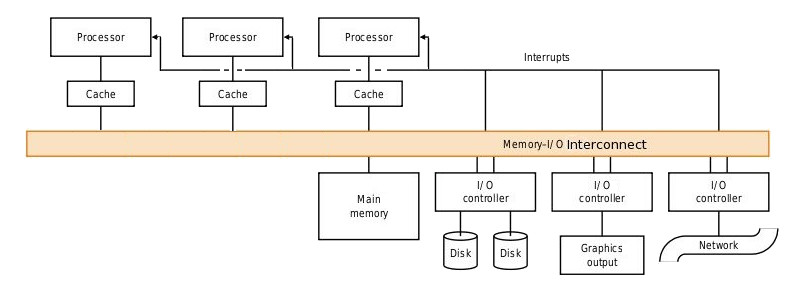 Processor
Processor
Processor
Interrupts
Cache
Cache
Cache
Memory–I/O Interconnect
Main
memory
I/O
controller
I/O
controller
I/O
controller
Disk
Disk
Graphics
output
Network